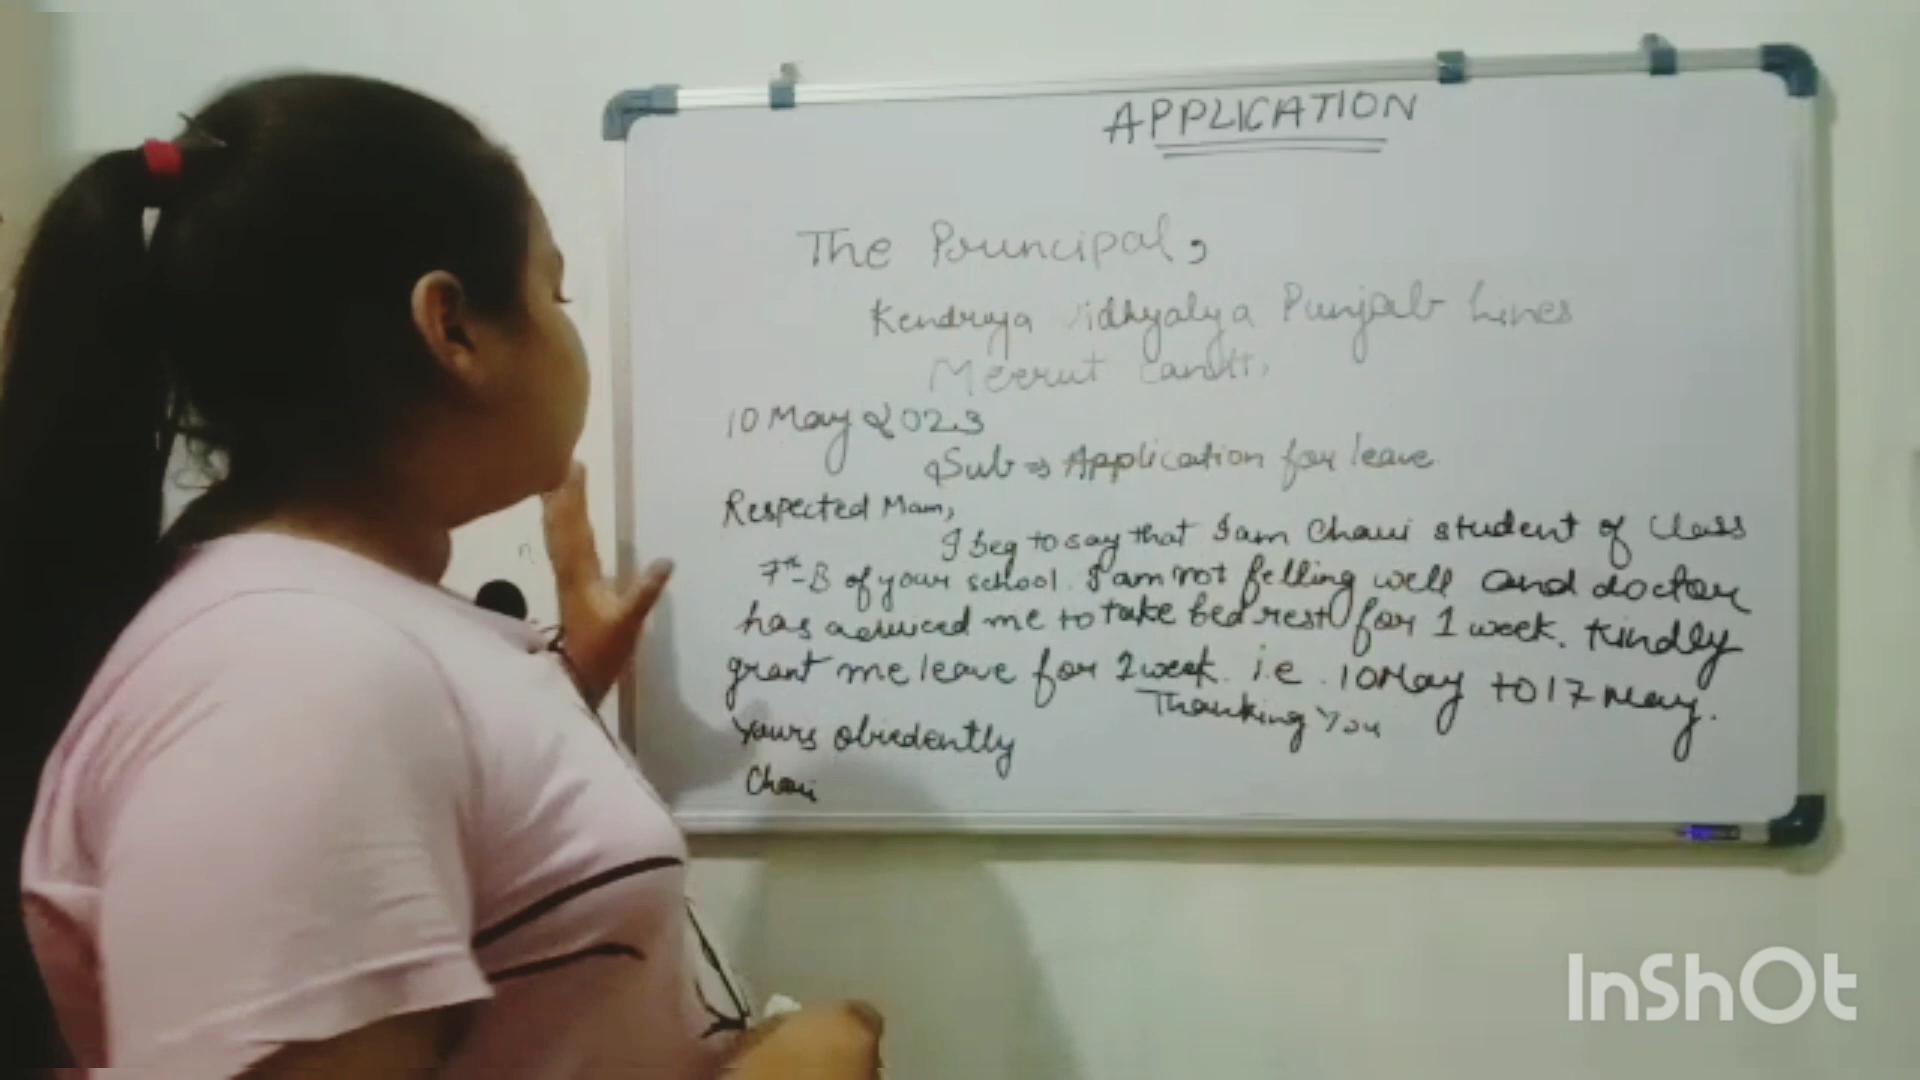 APPLICATION
The Principal,
Kendriya Vidhyalya Punjab Lines
Meerut Cantt,
10 May 2023
Sub => Application for leave
Respected Mam,
I beg to say that I am Chavi student of Class
7th-B of your school. I am not felling well and doctor
has adviced me to take bed rest for 1 week. Kindly
grant me leave for 1 week. i.e. 10 May to 17 May.
Thanking You
Yours obiedently
Chavi
InShOt